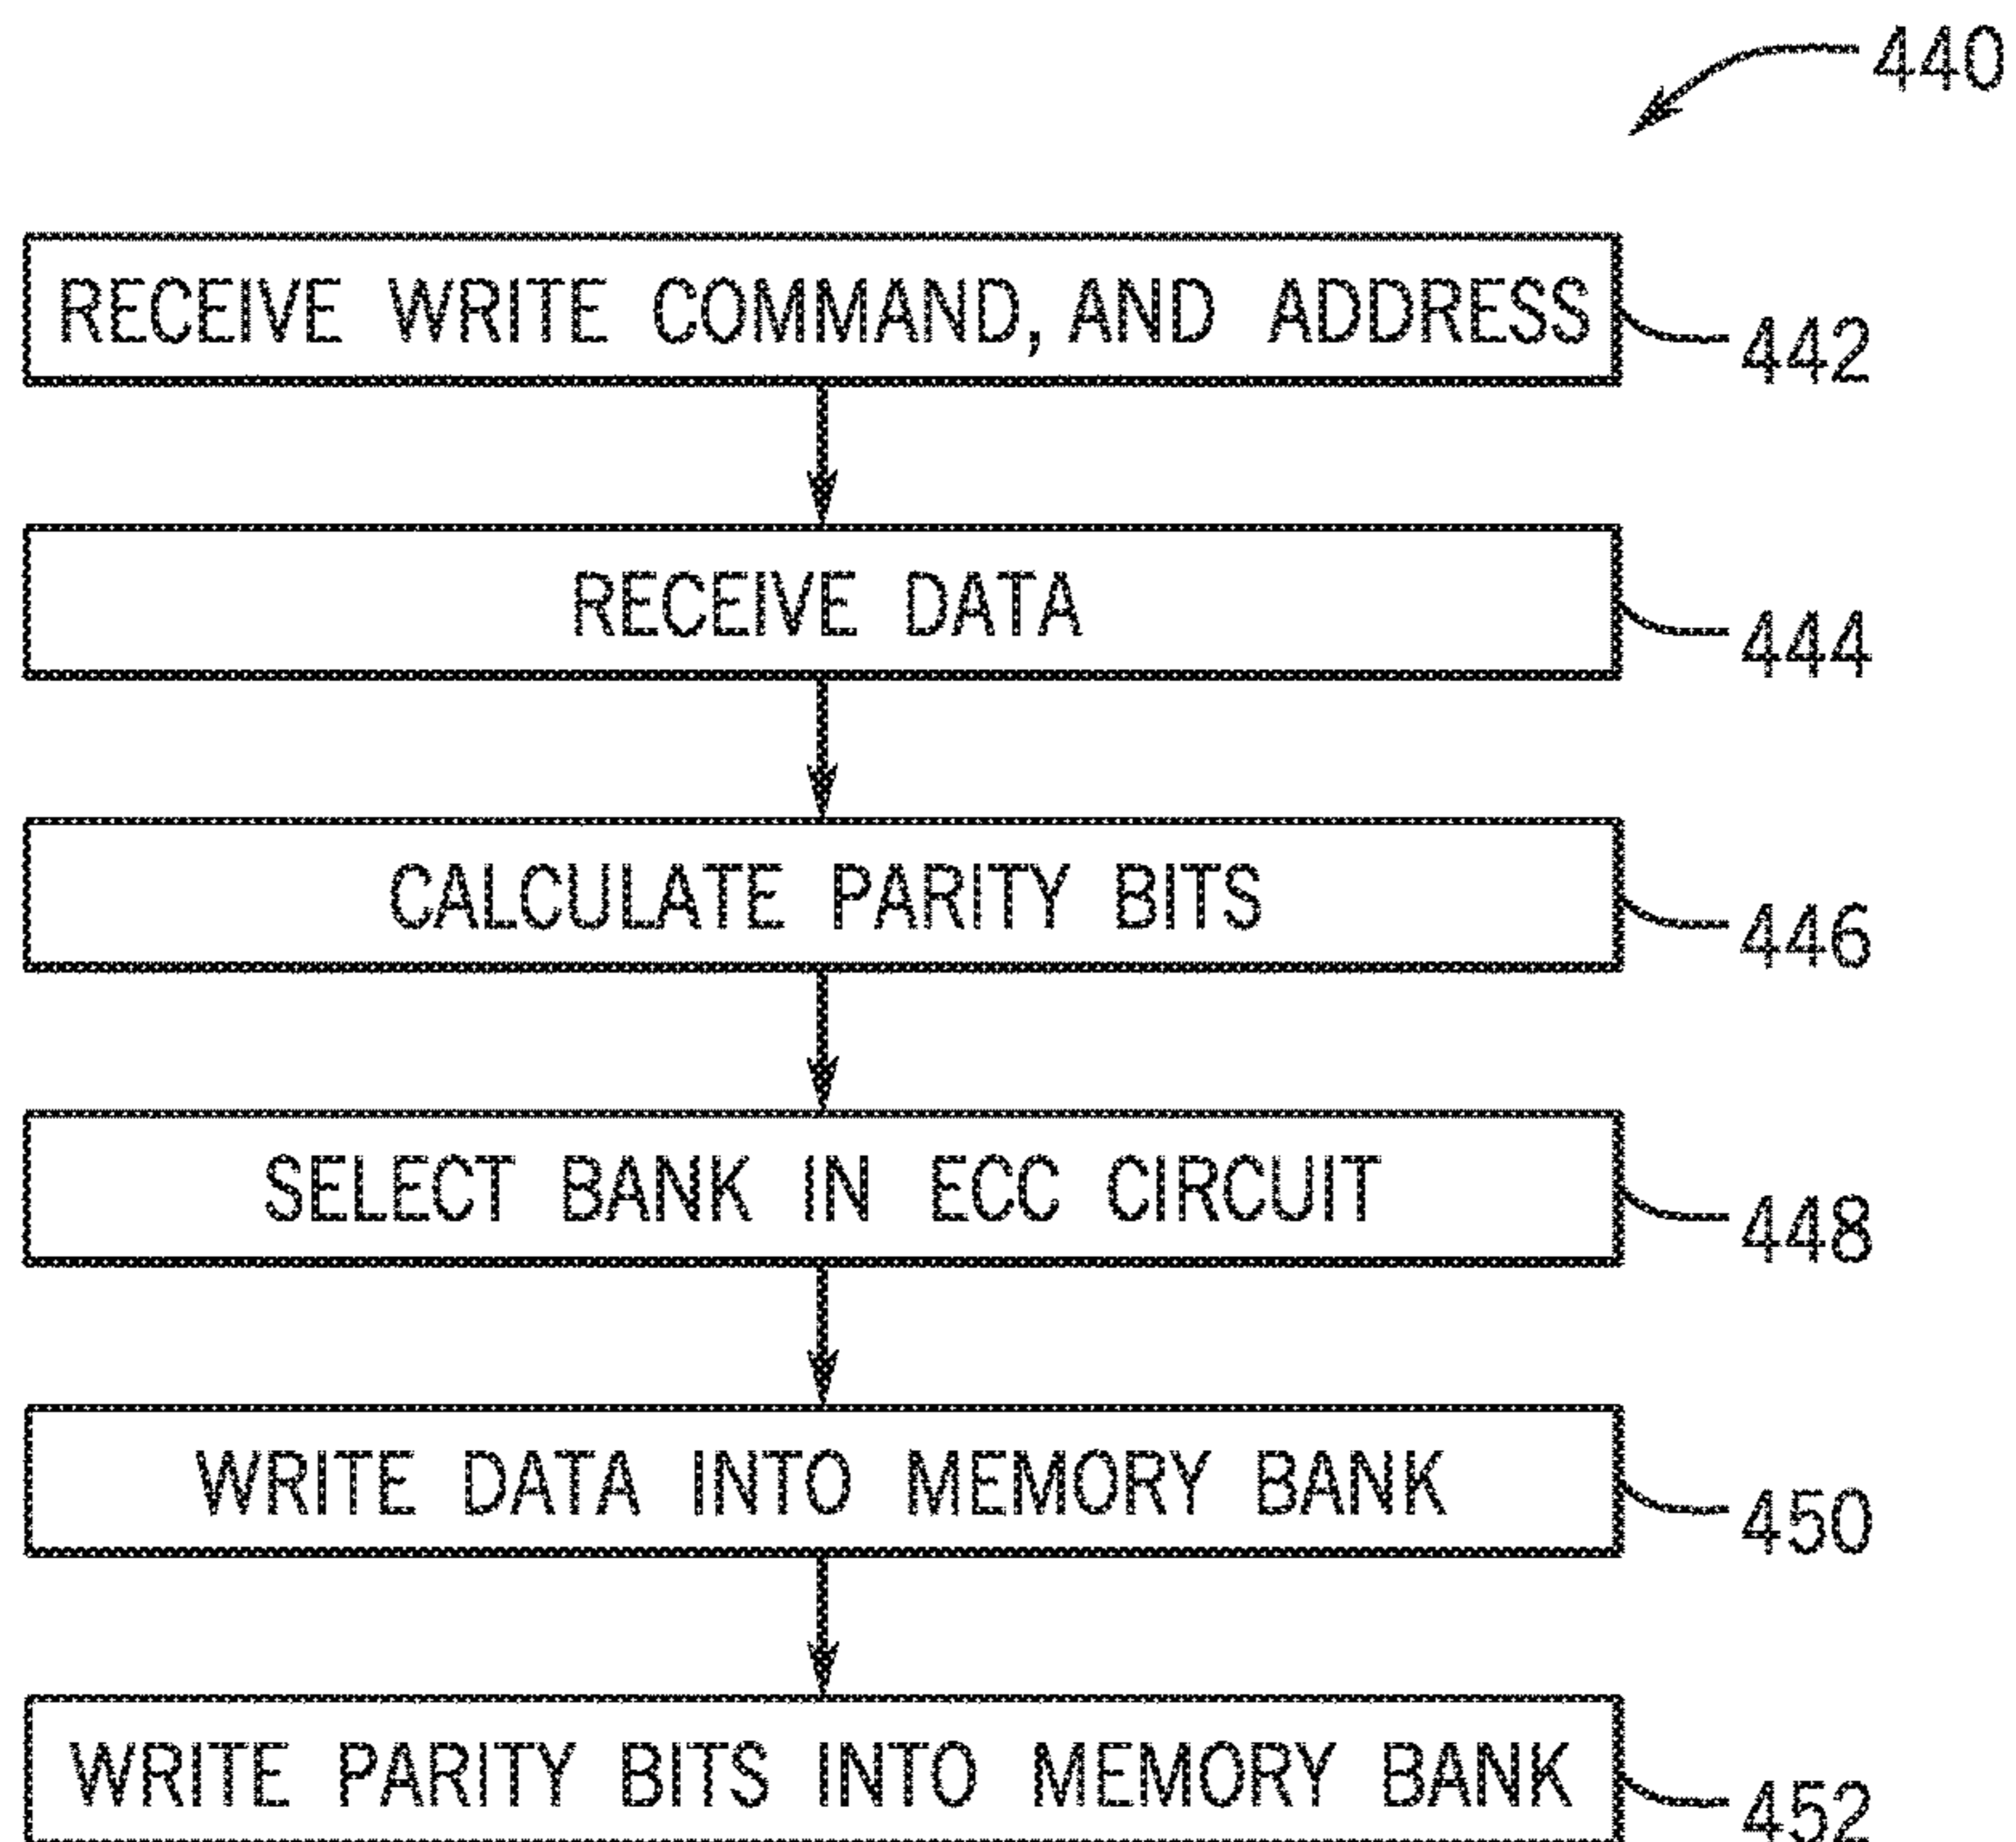 440
RECEIVE WRITE COMMAND, AND ADDRESS
442
RECEIVE DATA
444
CALCULATE PARITY BITS
446
SELECT BANK IN ECC CIRCUIT
448
WRITE DATA INTO MEMORY BANK
450
WRITE PARITY BITS INTO MEMORY BANK
452